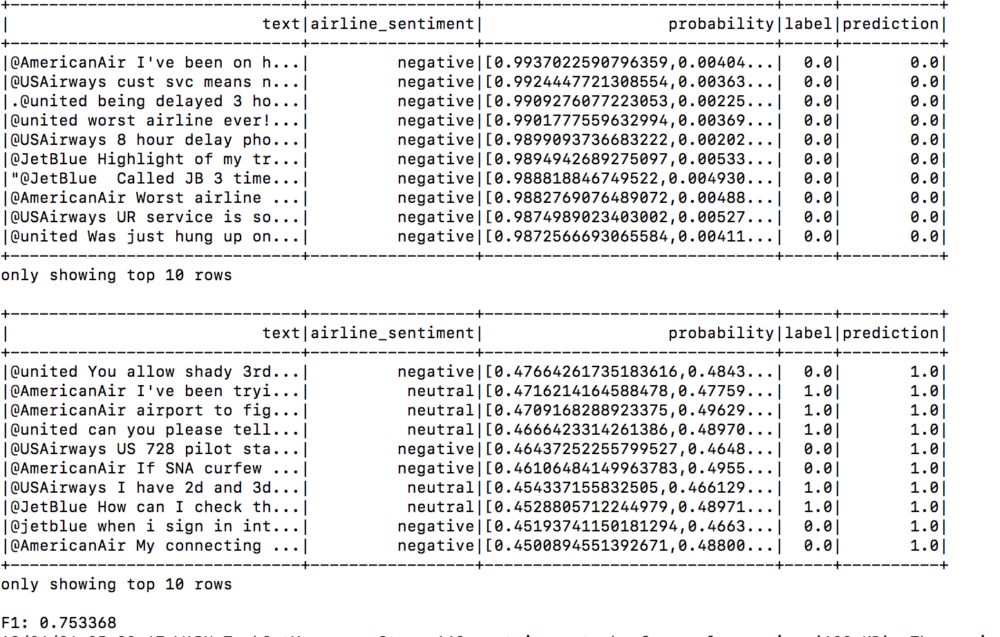 +-------------------------------+-----------------+-------------------------------+-----+----------+
|                           text|airline_sentiment|                    probability|label|prediction|
+-------------------------------+-----------------+-------------------------------+-----+----------+
|@AmericanAir I've been on h...|         negative|[0.9937022590796359,0.00404...|  0.0|       0.0|
|@USAirways cust svc means n...|         negative|[0.9924447721308554,0.00363...|  0.0|       0.0|
|.@united being delayed 3 ho...|         negative|[0.9909276077223053,0.00225...|  0.0|       0.0|
|@united worst airline ever!...|         negative|[0.9901777559632994,0.00369...|  0.0|       0.0|
|@USAirways 8 hour delay pho...|         negative|[0.9899093736683222,0.00202...|  0.0|       0.0|
|@JetBlue Highlight of my tr...|         negative|[0.9894942689275097,0.00533...|  0.0|       0.0|
|"@JetBlue  Called JB 3 time...|         negative|[0.988818846749522,0.004930...|  0.0|       0.0|
|@AmericanAir Worst airline ...|         negative|[0.9882769076489072,0.00488...|  0.0|       0.0|
|@USAirways UR service is so...|         negative|[0.9874989023403002,0.00527...|  0.0|       0.0|
|@united Was just hung up on...|         negative|[0.9872566693065584,0.00411...|  0.0|       0.0|
+-------------------------------+-----------------+-------------------------------+-----+----------+
only showing top 10 rows
+-------------------------------+-----------------+-------------------------------+-----+----------+
|                           text|airline_sentiment|                    probability|label|prediction|
+-------------------------------+-----------------+-------------------------------+-----+----------+
|@united You allow shady 3rd...|         negative|[0.47664261735183616,0.4843...|  0.0|       1.0|
|@AmericanAir I've been tryi...|          neutral|[0.4716214164588478,0.47759...|  1.0|       1.0|
|@AmericanAir airport to fig...|          neutral|[0.4709168288923375,0.49629...|  1.0|       1.0|
|@united can you please tell...|          neutral|[0.4666423314261386,0.48970...|  1.0|       1.0|
|@USAirways US 728 pilot sta...|         negative|[0.46437252255799527,0.4648...|  0.0|       1.0|
|@AmericanAir If SNA curfew ...|         negative|[0.46106484149963783,0.4955...|  0.0|       1.0|
|@USAirways I have 2d and 3d...|          neutral|[0.454337155832505,0.466129...|  1.0|       1.0|
|@JetBlue How can I check th...|          neutral|[0.4528805712244979,0.48971...|  1.0|       1.0|
|@jetblue when i sign in int...|         negative|[0.45193741150181294,0.4663...|  0.0|       1.0|
|@AmericanAir My connecting ...|         negative|[0.4500894551392671,0.48800...|  0.0|       1.0|
+-------------------------------+-----------------+-------------------------------+-----+----------+
only showing top 10 rows
F1: 0.753368